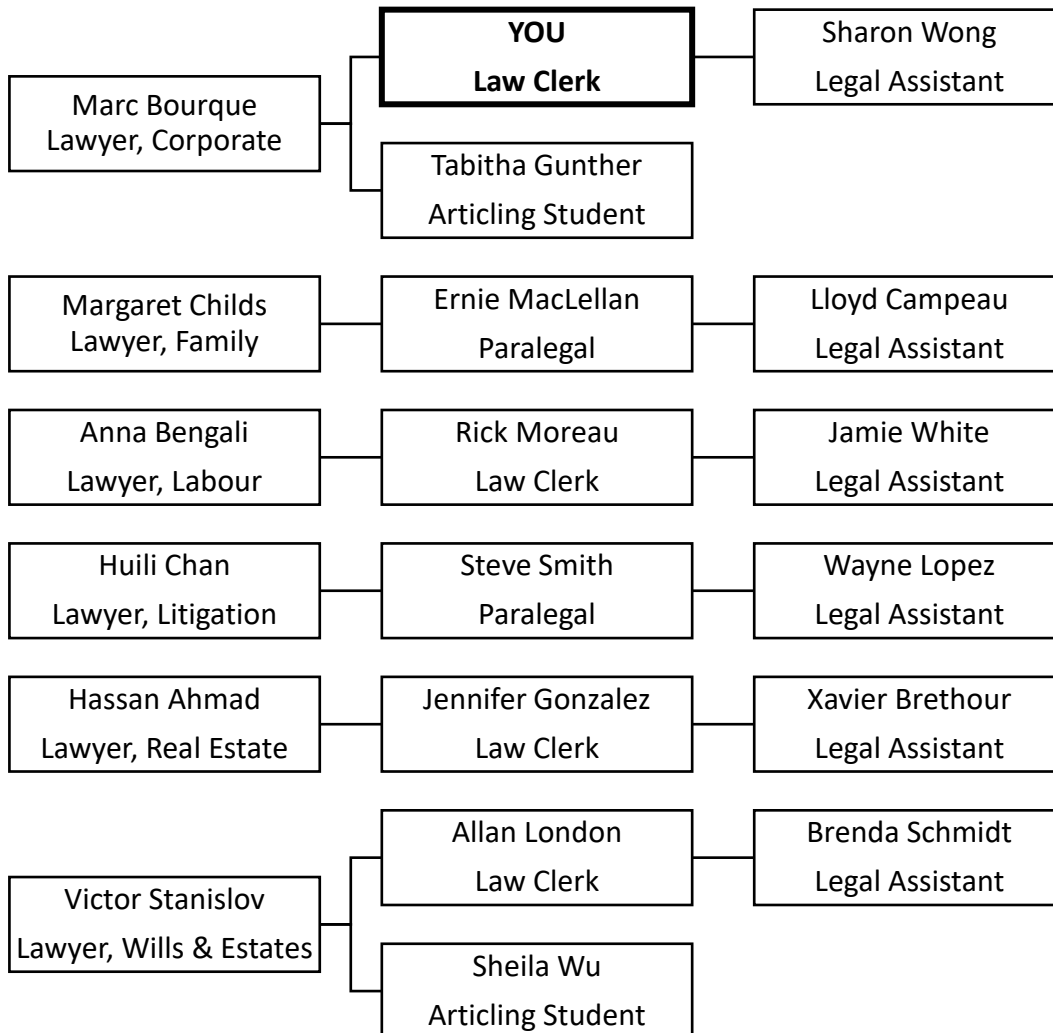 YOU
Law Clerk
Sharon Wong
Legal Assistant
Marc Bourque
Lawyer, Corporate
Tabitha Gunther
Articling Student
Margaret Childs
Lawyer, Family
Ernie MacLellan
Paralegal
Lloyd Campeau
Legal Assistant
Anna Bengali
Lawyer, Labour
Rick Moreau
Law Clerk
Jamie White
Legal Assistant
Huili Chan
Lawyer, Litigation
Steve Smith
Paralegal
Wayne Lopez
Legal Assistant
Hassan Ahmad
Lawyer, Real Estate
Jennifer Gonzalez
Law Clerk
Xavier Brethour
Legal Assistant
Victor Stanislov
Lawyer, Wills & Estates
Allan London
Law Clerk
Brenda Schmidt
Legal Assistant
Sheila Wu
Articling Student